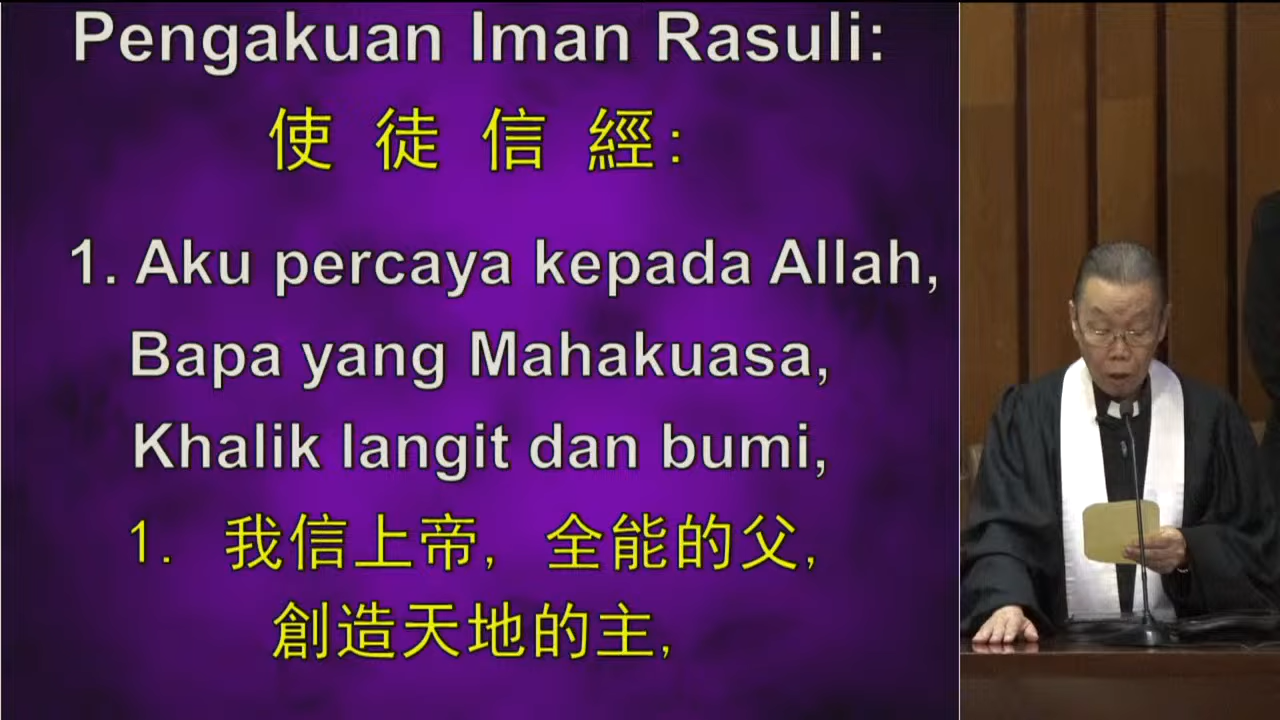 Pengakuan Iman Rasuli:
使 徒 信 經:
1. Aku percaya kepada Allah,
Bapa yang Mahakuasa,
Khalik langit dan bumi,
1. 我信上帝, 全能的父,
創造天地的主,